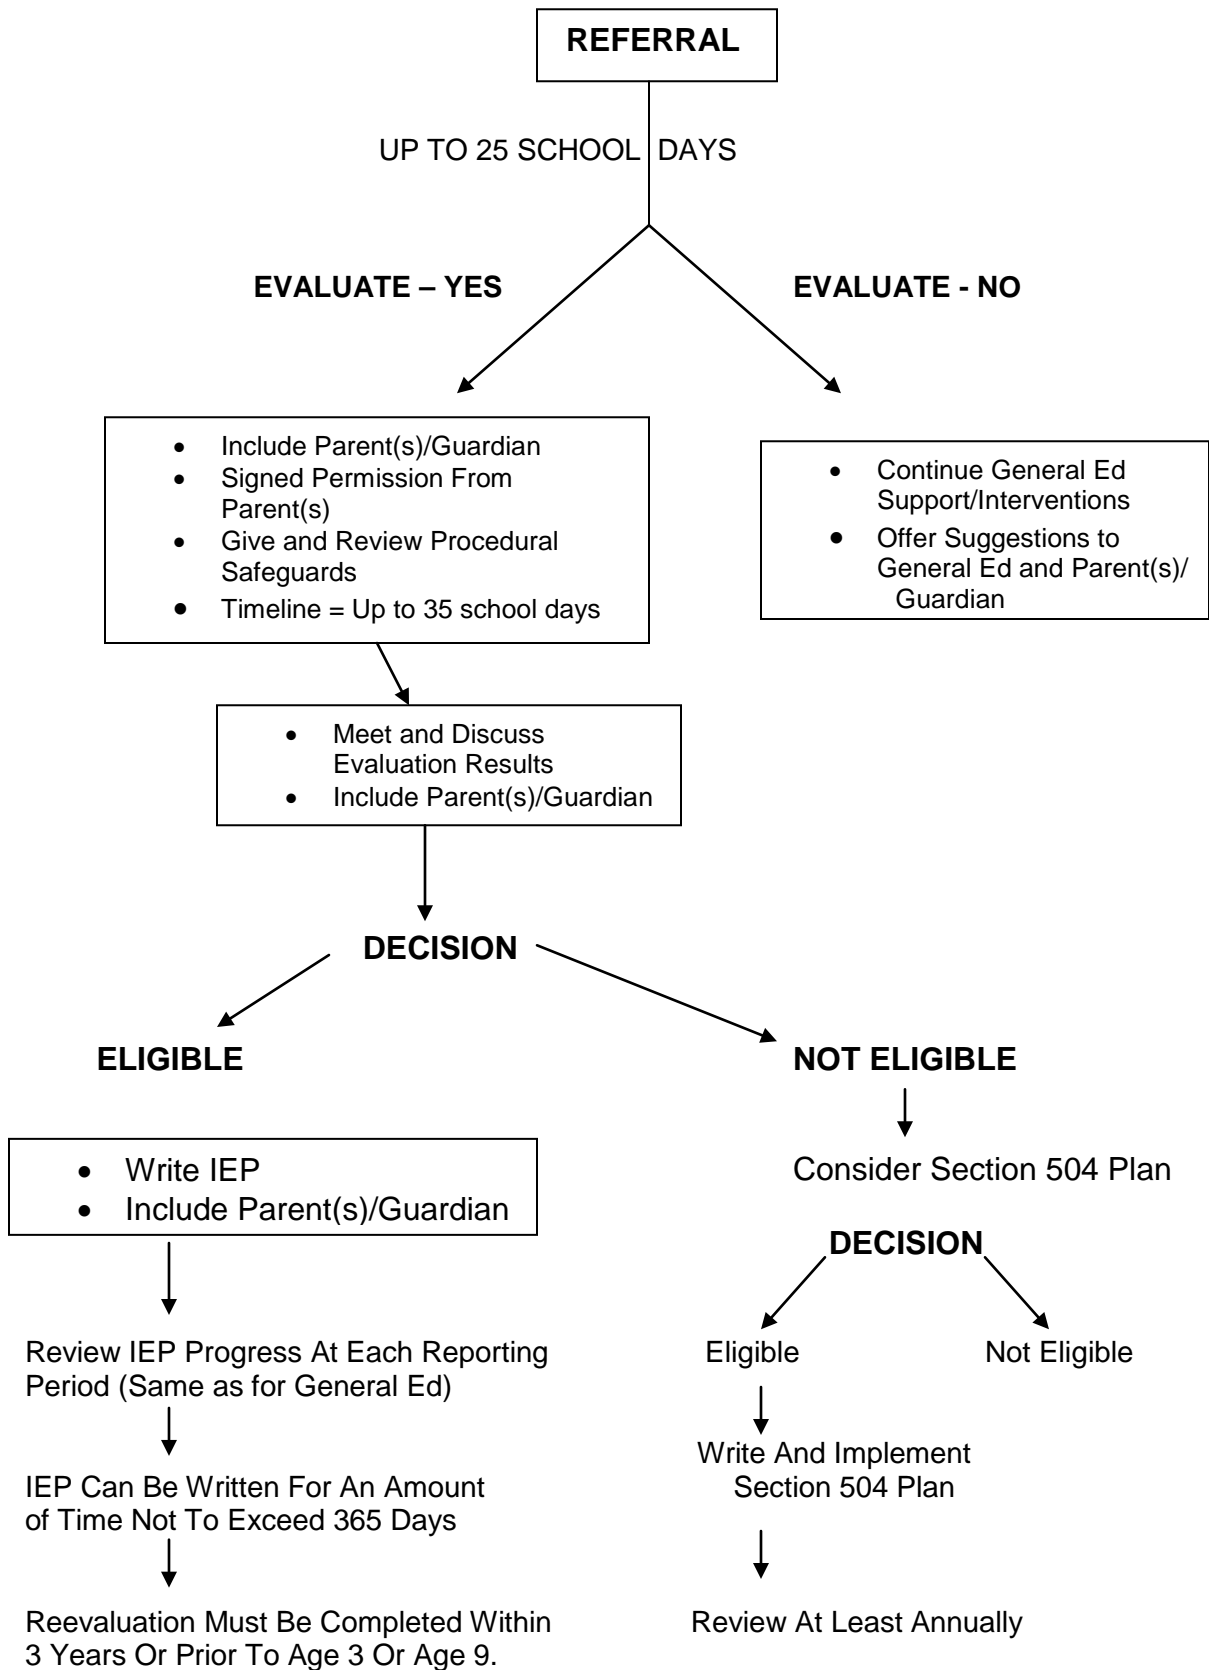 REFERRAL
UP TO 25 SCHOOL DAYS
EVALUATE – YES
EVALUATE - NO
• Include Parent(s)/Guardian
• Signed Permission From
Parent(s)
• Give and Review Procedural
Safeguards
• Timeline = Up to 35 school days
• Continue General Ed
Support/Interventions
• Offer Suggestions to
General Ed and Parent(s)/
Guardian
• Meet and Discuss
Evaluation Results
• Include Parent(s)/Guardian
DECISION
ELIGIBLE
NOT ELIGIBLE
• Write IEP
• Include Parent(s)/Guardian
Review IEP Progress At Each Reporting
Period (Same as for General Ed)
IEP Can Be Written For An Amount
of Time Not To Exceed 365 Days
Reevaluation Must Be Completed Within
3 Years Or Prior To Age 3 Or Age 9.
Consider Section 504 Plan
DECISION
Eligible
Not Eligible
Write And Implement
Section 504 Plan
Review At Least Annually